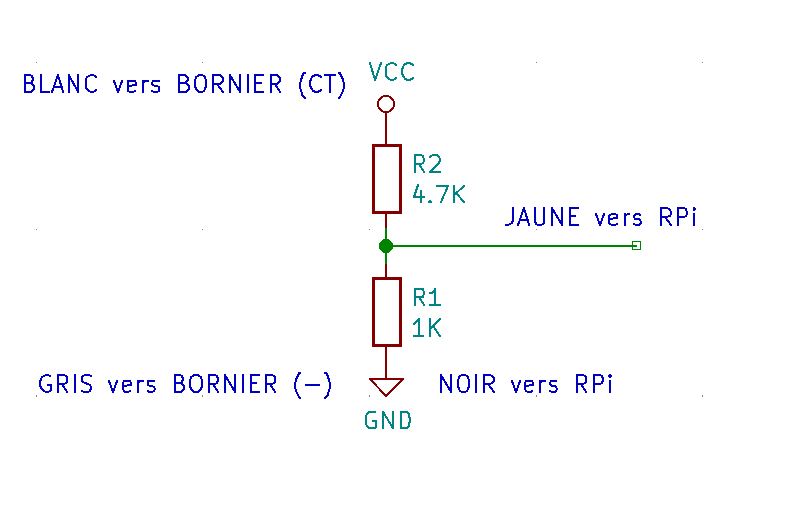 VCC
BLANC vers BORNIER (CT)
R2
4.7K
JAUNE vers RPi
R1
1K
GRIS vers BORNIER (-)
NOIR vers RPi
GND